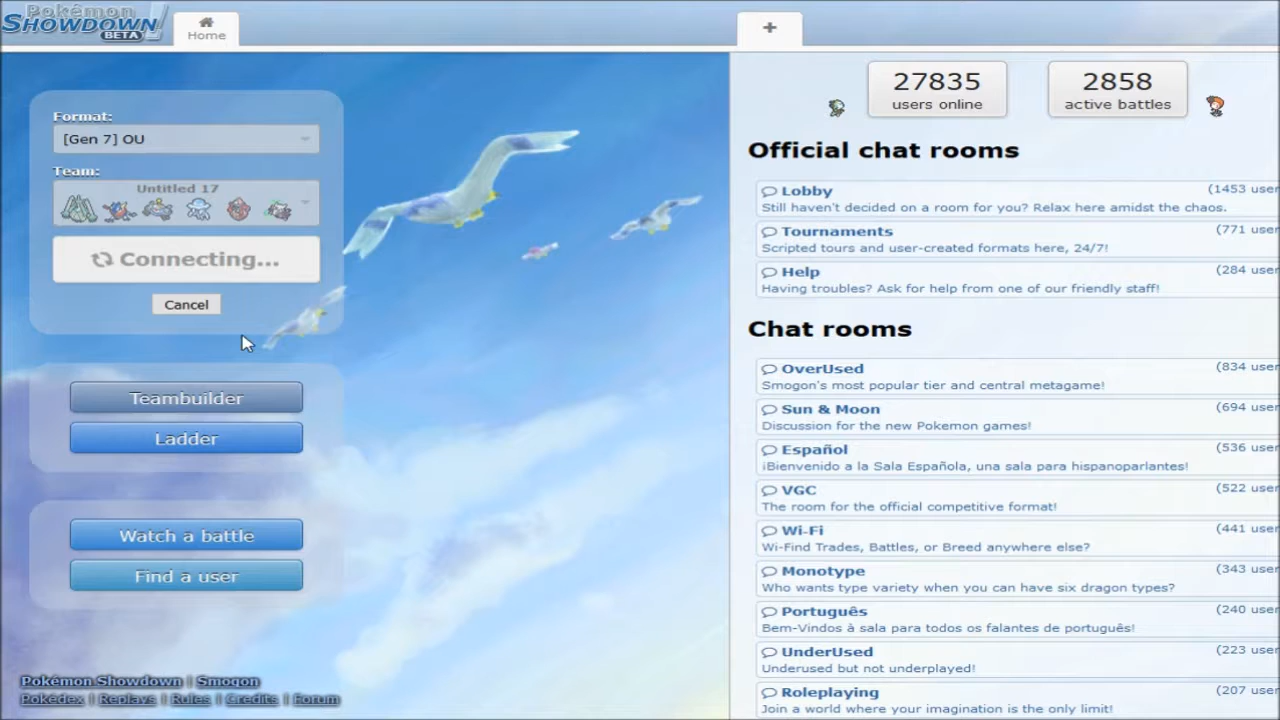 Pokémon
SHOWDOWN!
BETA
Home
+
Format:
[Gen 7] OU
Team:
Untitled 17
Connecting...
Cancel
Teambuilder
Ladder
Watch a battle
Find a user
Pokémon Showdown | Smogon
Pokédex | Replays | Rules | Credits | Forum
27835
users online
2858
active battles
Official chat rooms
Lobby (1453 user
Still haven't decided on a room for you? Relax here amidst the chaos.
Tournaments (771 user
Scripted tours and user-created formats here, 24/7!
Help (284 user
Having troubles? Ask for help from one of our friendly staff!
Chat rooms
OverUsed (834 user
Smogon's most popular tier and central metagame!
Sun & Moon (694 user
Discussion for the new Pokemon games!
Español (536 user
¡Bienvenido a la Sala Española, una sala para hispanoparlantes!
VGC (522 user
The room for the official competitive format!
Wi-Fi (441 user
Wi-Find Trades, Battles, or Breed anywhere else?
Monotype (343 user
Who wants type variety when you can have six dragon types?
Português (240 user
Bem-Vindos à sala para todos os falantes de português!
UnderUsed (223 user
Underused but not underplayed!
Roleplaying (207 user
Join a world where your imagination is the only limit!